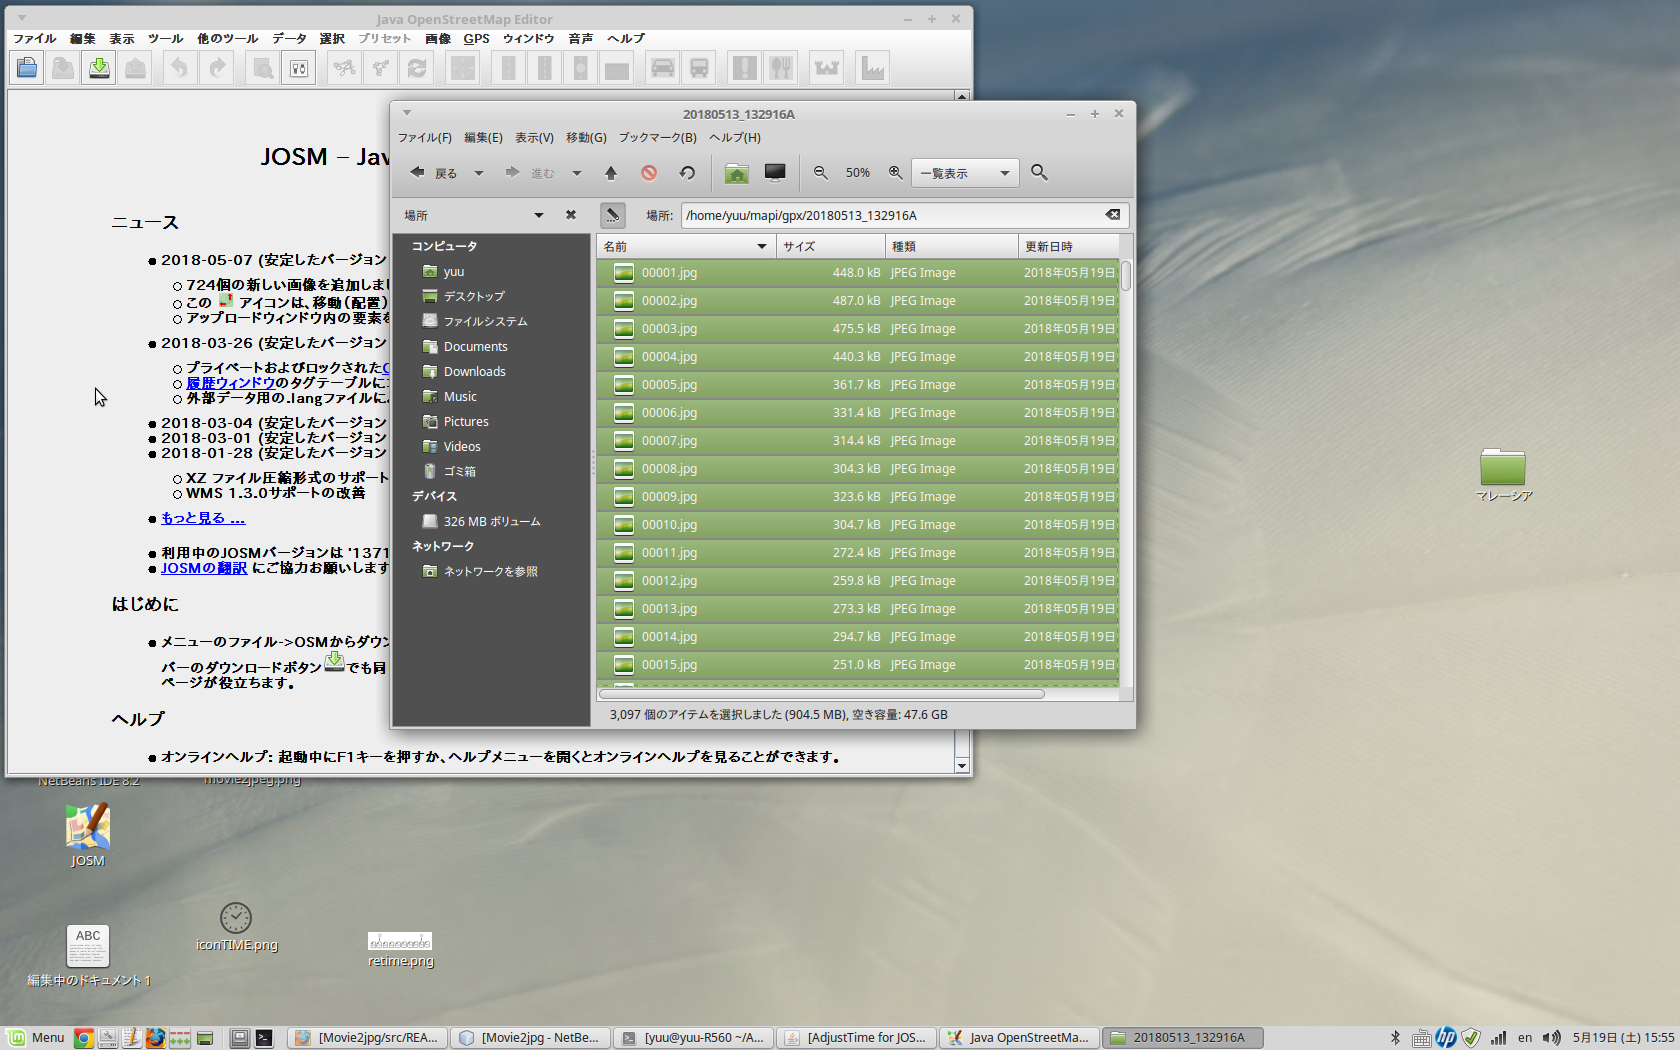 Java OpenStreetMap Editor
ファイル 編集 表示 ツール 他のツール データ 選択 プリセット 画像 GPS ウィンドウ 音声 ヘルプ
JOSM – Jav
ニュース
2018-05-07 (安定したバージョン
724個の新しい画像を追加しまし
この アイコンは、移動(配置)
アップロードウィンドウ内の要素を
2018-03-26 (安定したバージョン
プライベートおよびロックされた
履歴ウィンドウのタグテーブルに
外部データ用の.langファイルに
2018-03-04 (安定したバージョン
2018-03-01 (安定したバージョン
2018-01-28 (安定したバージョン
XZ ファイル圧縮形式のサポート
WMS 1.3.0サポートの改善
もっと見る ...
利用中のJOSMバージョンは '1371
JOSMの翻訳 にご協力お願いします
はじめに
メニューのファイル->OSMからダウン
バーのダウンロードボタン でも同
ページが役立ちます。
ヘルプ
オンラインヘルプ: 起動中にF1キーを押すか、ヘルプメニューを開くとオンラインヘルプを見ることができます。
20180513_132916A
ファイル(F) 編集(E) 表示(V) 移動(G) ブックマーク(B) ヘルプ(H)
戻る 進む 50% 一覧表示
場所 場所: /home/yuu/mapi/gpx/20180513_132916A
コンピュータ
yuu
デスクトップ
ファイルシステム
Documents
Downloads
Music
Pictures
Videos
ゴミ箱
デバイス
326 MB ボリューム
ネットワーク
ネットワークを参照
名前 サイズ 種類 更新日時
00001.jpg 448.0 kB JPEG Image 2018年05月19日
00002.jpg 487.0 kB JPEG Image 2018年05月19日
00003.jpg 475.5 kB JPEG Image 2018年05月19日
00004.jpg 440.3 kB JPEG Image 2018年05月19日
00005.jpg 361.7 kB JPEG Image 2018年05月19日
00006.jpg 331.4 kB JPEG Image 2018年05月19日
00007.jpg 314.4 kB JPEG Image 2018年05月19日
00008.jpg 304.3 kB JPEG Image 2018年05月19日
00009.jpg 323.6 kB JPEG Image 2018年05月19日
00010.jpg 304.7 kB JPEG Image 2018年05月19日
00011.jpg 272.4 kB JPEG Image 2018年05月19日
00012.jpg 259.8 kB JPEG Image 2018年05月19日
00013.jpg 273.3 kB JPEG Image 2018年05月19日
00014.jpg 294.7 kB JPEG Image 2018年05月19日
00015.jpg 251.0 kB JPEG Image 2018年05月19日
3,097 個のアイテムを選択しました (904.5 MB), 空き容量: 47.6 GB
マレーシア
NetBeans IDE 8.2
movie2jpeg.png
JOSM
iconTIME.png
retime.png
ABC
編集中のドキュメント 1
Menu [Movie2jpg/src/REA... [Movie2jpg - NetBe... [yuu@yuu-R560 ~/A... [AdjustTime for JOS... Java OpenStreetMa... 20180513_132916A hp en 5月19日 (土) 15:55